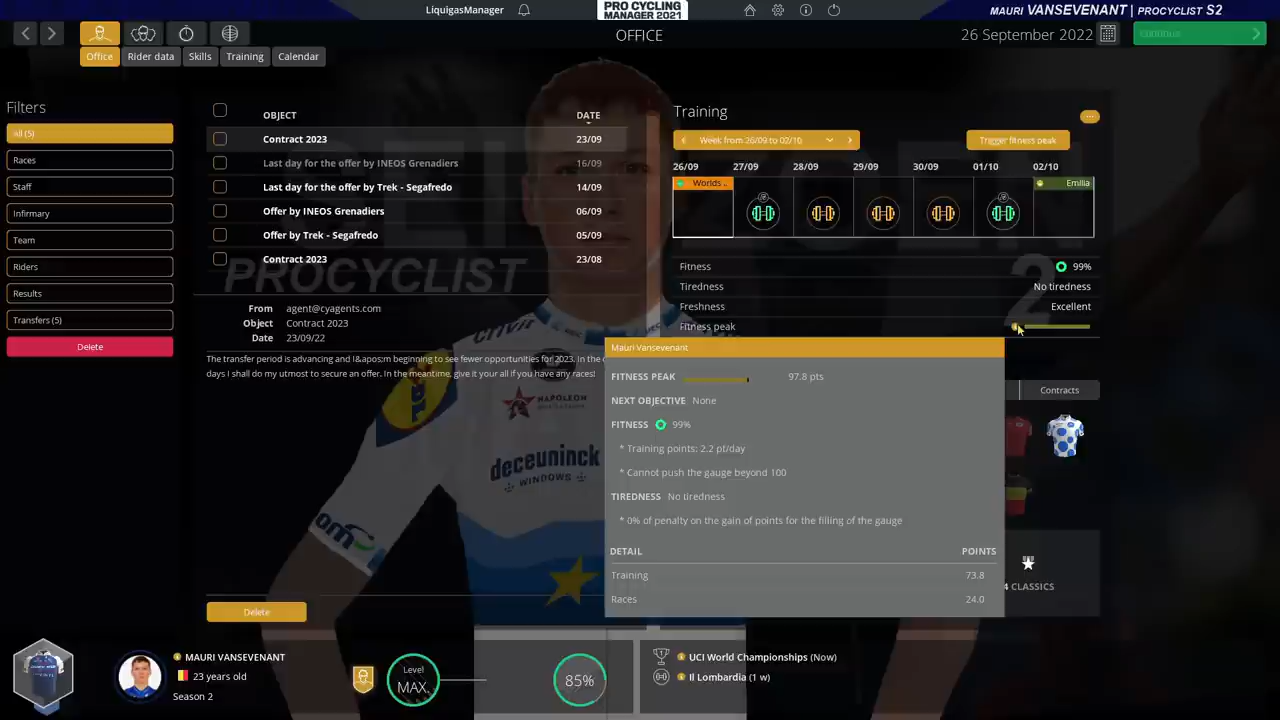 LiquigasManager
PRO CYCLING
MANAGER 2021
MAURI VANSEVENANT | PROCYCLIST S2
OFFICE
26 September 2022
Continue
Office
Rider data
Skills
Training
Calendar
Filters
All (5)
Races
Staff
Infirmary
Team
Riders
Results
Transfers (5)
Delete
OBJECT DATE
Contract 2023 23/09
Last day for the offer by INEOS Grenadiers 16/09
Last day for the offer by Trek - Segafredo 14/09
Offer by INEOS Grenadiers 06/09
Offer by Trek - Segafredo 05/09
Contract 2023 23/08
PROCYCLIST
2
From agent@cyagents.com
Object Contract 2023
Date 23/09/22
The transfer period is advancing and I&aposm beginning to see fewer opportunities for 2023. In the
days I shall do my utmost to secure an offer. In the meantime, give it your all if you have any races!
Delete
Training
Week from 26/09 to 02/10
Trigger fitness peak
26/09 27/09 28/09 29/09 30/09 01/10 02/10
Worlds ..
Emilia
Fitness 99%
Tiredness No tiredness
Freshness Excellent
Fitness peak
Mauri Vansevenant
FITNESS PEAK 97.8 pts
NEXT OBJECTIVE None
FITNESS 99%
* Training points: 2.2 pt/day
* Cannot push the gauge beyond 100
TIREDNESS No tiredness
* 0% of penalty on the gain of points for the filling of the gauge
DETAIL POINTS
Training 73.8
Races 24.0
Contracts
4 CLASSICS
NAPOLEON
deceuninck
WINDOWS
MAURI VANSEVENANT
23 years old
Season 2
Level
MAX.
85%
UCI World Championships (Now)
Il Lombardia (1 w)